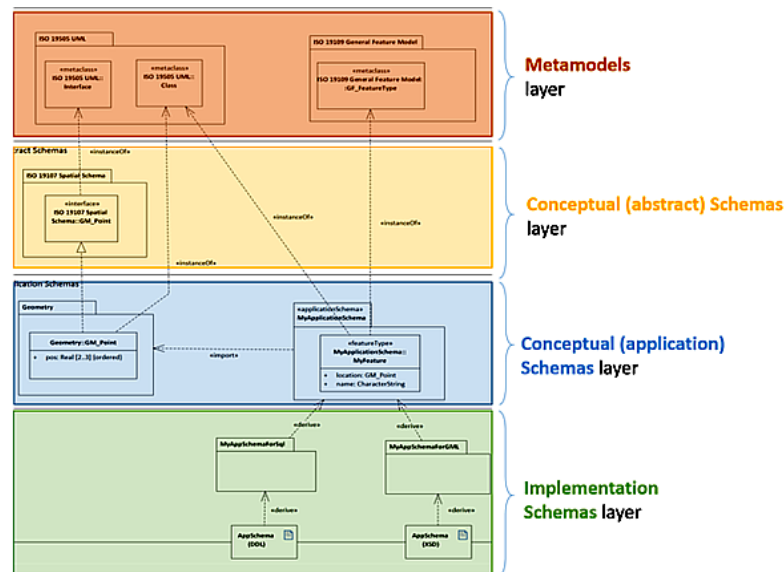 ISO 19505 UML
«metaclass»
ISO 19505 UML::
Interface
«metaclass»
ISO 19505 UML::
Class
ISO 19109 General Feature Model
«metaclass»
ISO 19109 General Feature Model:
:GF_FeatureType
Metamodels
layer
tract Schemas
«instanceOf»
ISO 19107 Spatial Schema
«interface»
ISO 19107 Spatial
Schema::GM_Point
«instanceOf»
«instanceOf»
«instanceOf»
Conceptual (abstract) Schemas
layer
lication Schemas
Geometry
Geometry::GM_Point
+ pos: Real [2..3] {ordered}
«import»
«applicationSchema»
MyApplicationSchema
«featureType»
MyApplicationSchema::
MyFeature
+ location: GM_Point
+ name: CharacterString
Conceptual (application)
Schemas layer
«derive»
«derive»
MyAppSchemaForSql
MyAppSchemaForGML
«derive»
«derive»
AppSchema
(DDL)
AppSchema
(XSD)
Implementation
Schemas layer